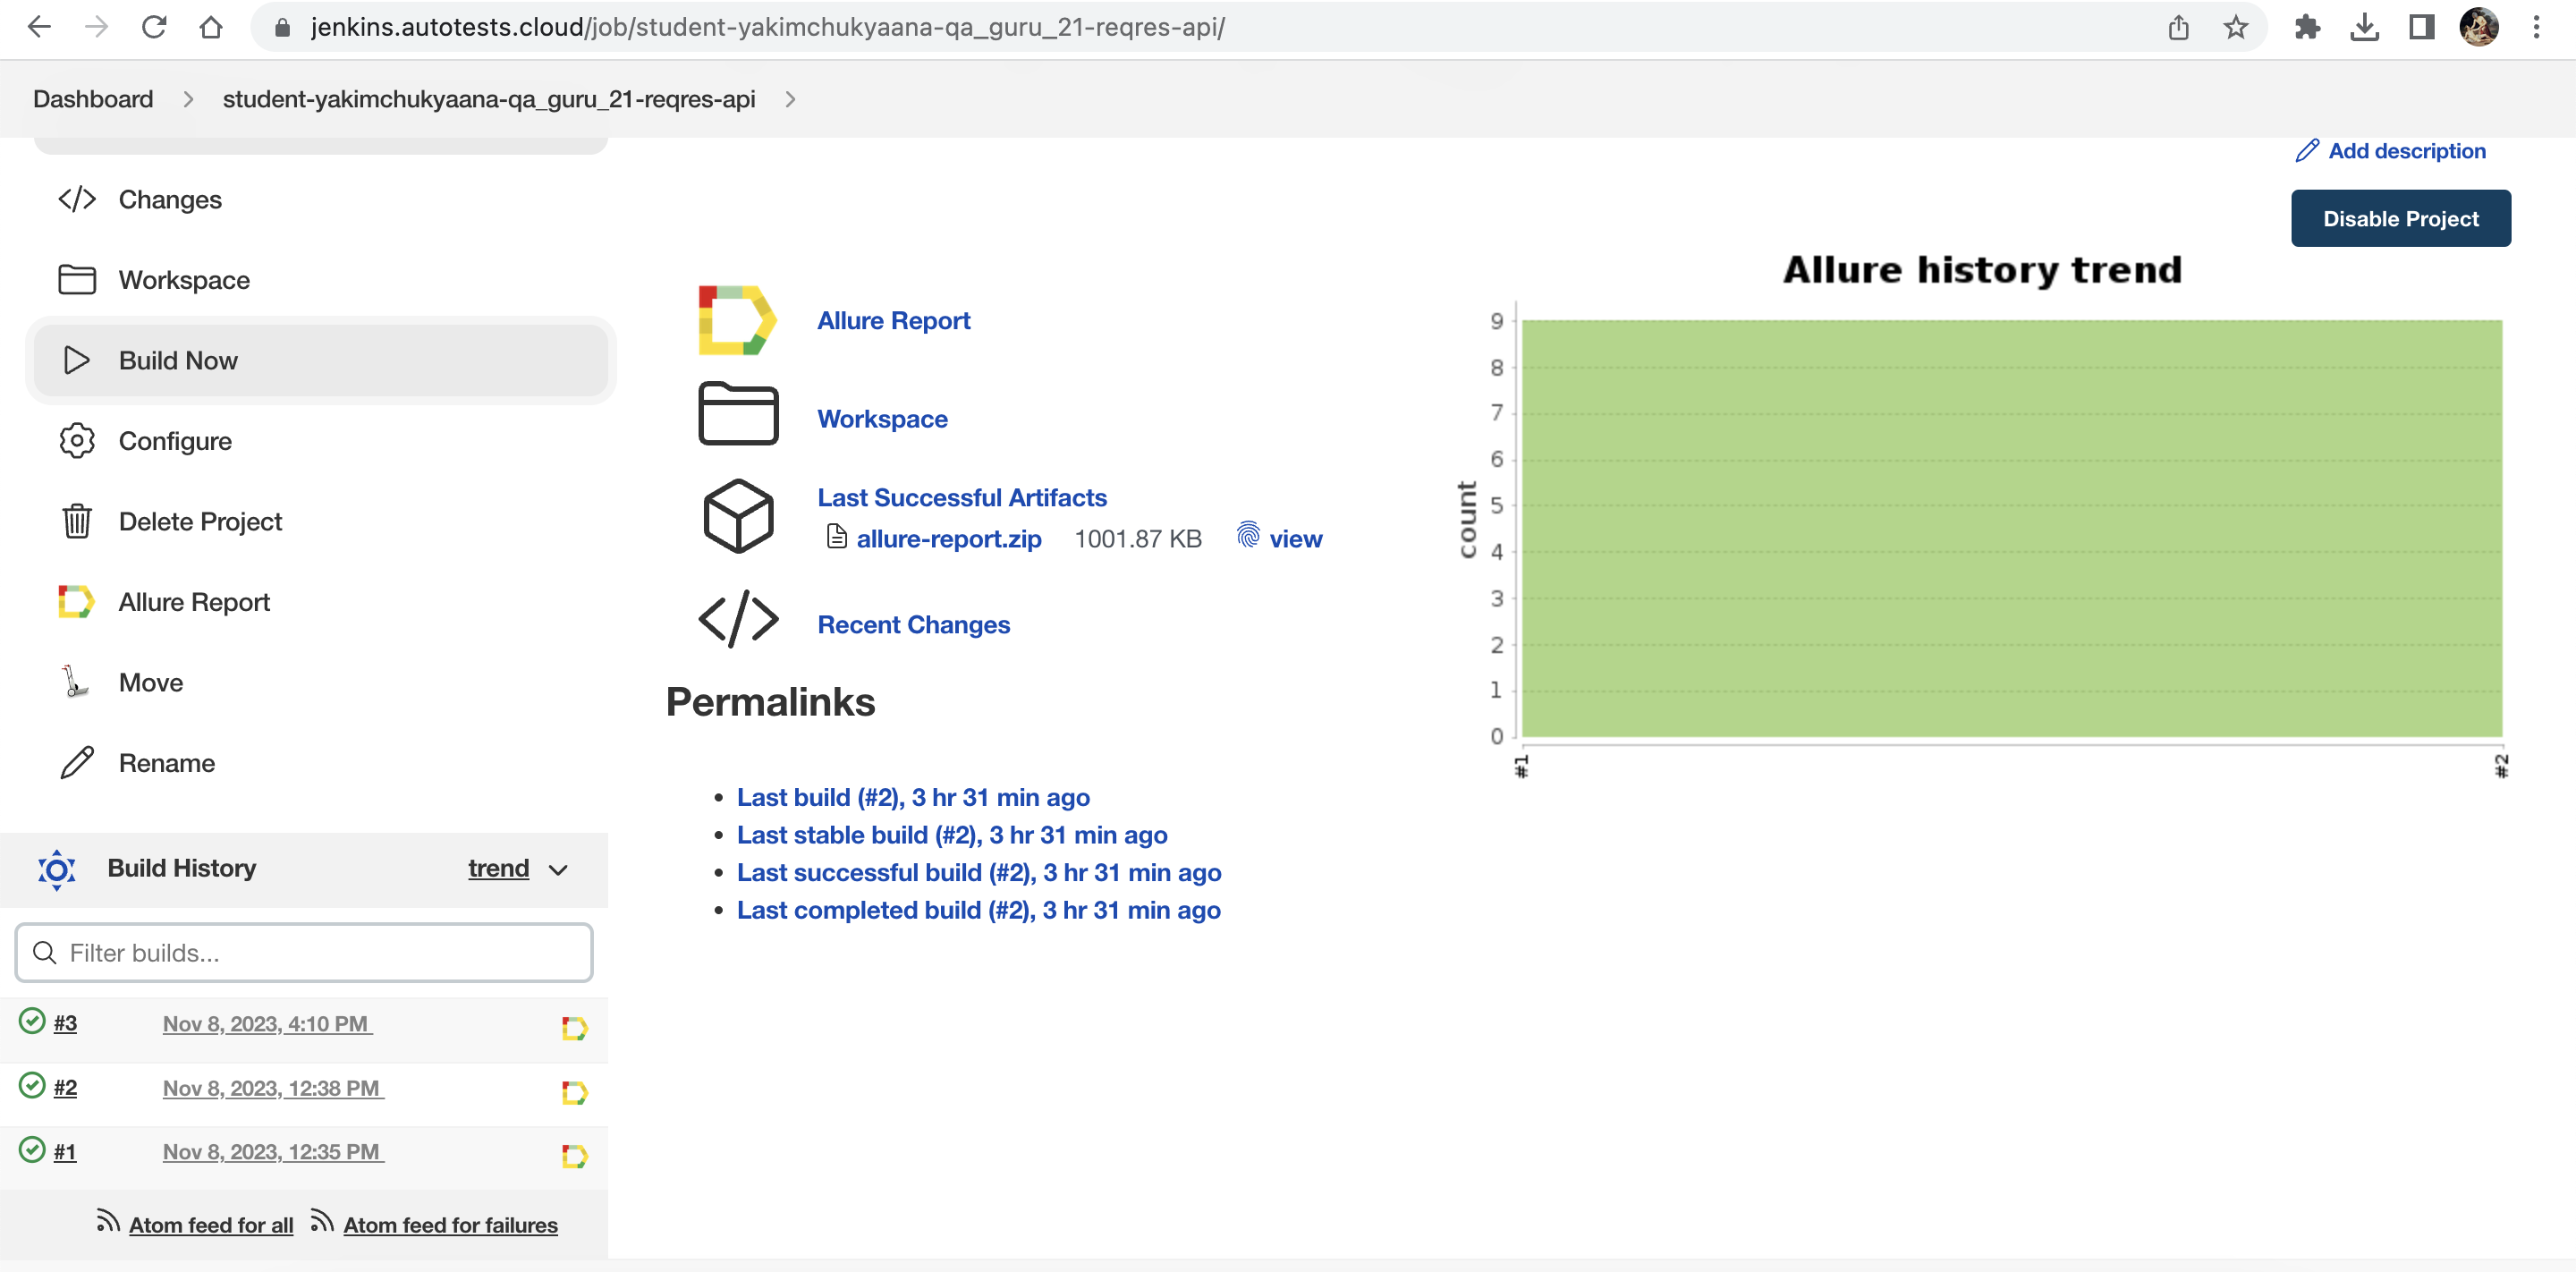 jenkins.autotests.cloud/job/student-yakimchukyaana-qa_guru_21-reqres-api/
Dashboard
student-yakimchukyaana-qa_guru_21-reqres-api
Changes
Workspace
Build Now
Configure
Delete Project
Allure Report
Move
Rename
Build History
trend
Filter builds...
#3
Nov 8, 2023, 4:10 PM
#2
Nov 8, 2023, 12:38 PM
#1
Nov 8, 2023, 12:35 PM
Atom feed for all
Atom feed for failures
Add description
Disable Project
Allure Report
Workspace
Last Successful Artifacts
allure-report.zip 1001.87 KB view
Recent Changes
Permalinks
Last build (#2), 3 hr 31 min ago
Last stable build (#2), 3 hr 31 min ago
Last successful build (#2), 3 hr 31 min ago
Last completed build (#2), 3 hr 31 min ago
Allure history trend
count
9
8
7
6
5
4
3
2
1
0
#1
#2